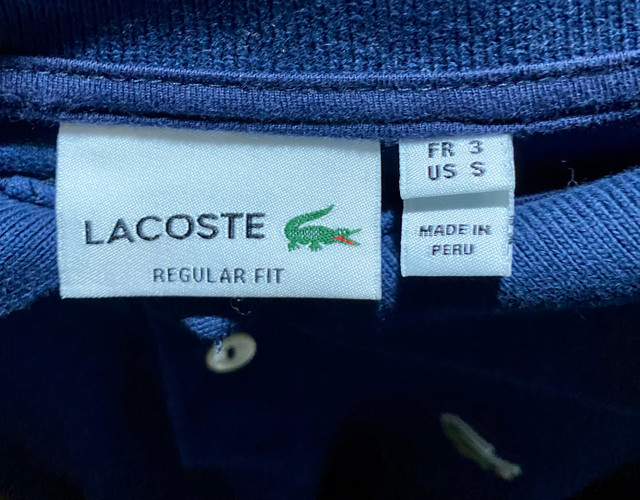 LACOSTE
REGULAR FIT
FR 3
US S
MADE IN
PERU